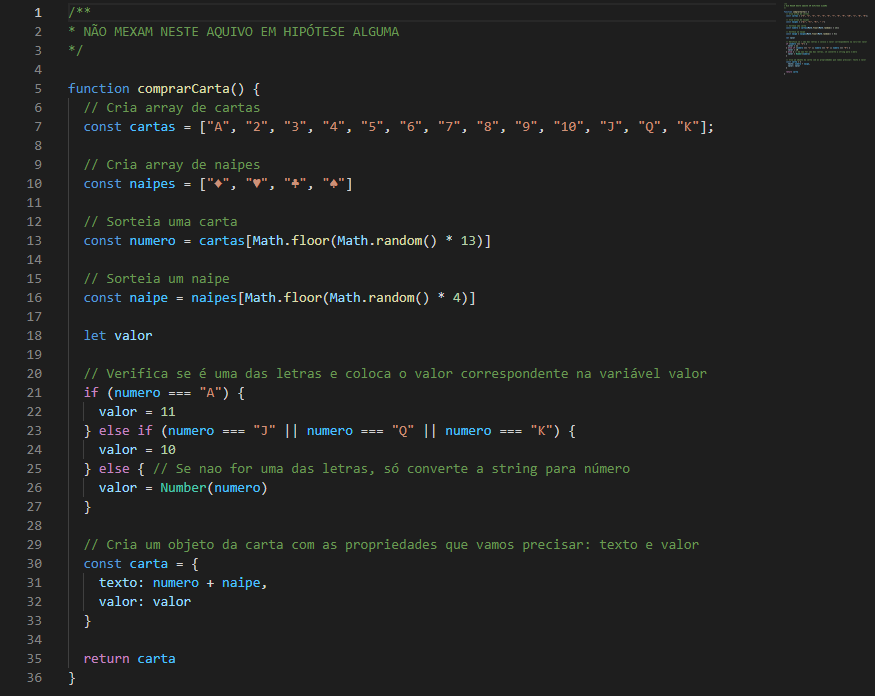 1 /**
2 * NÃO MEXAM NESTE AQUIVO EM HIPÓTESE ALGUMA
3 */
4
5 function comprarCarta() {
6 // Cria array de cartas
7 const cartas = ["A", "2", "3", "4", "5", "6", "7", "8", "9", "10", "J", "Q", "K"];
8
9 // Cria array de naipes
10 const naipes = ["♦", "♥", "♣", "♠"]
11
12 // Sorteia uma carta
13 const numero = cartas[Math.floor(Math.random() * 13)]
14
15 // Sorteia um naipe
16 const naipe = naipes[Math.floor(Math.random() * 4)]
17
18 let valor
19
20 // Verifica se é uma das letras e coloca o valor correspondente na variável valor
21 if (numero === "A") {
22 valor = 11
23 } else if (numero === "J" || numero === "Q" || numero === "K") {
24 valor = 10
25 } else { // Se nao for uma das letras, só converte a string para número
26 valor = Number(numero)
27 }
28
29 // Cria um objeto da carta com as propriedades que vamos precisar: texto e valor
30 const carta = {
31 texto: numero + naipe,
32 valor: valor
33 }
34
35 return carta
36 }